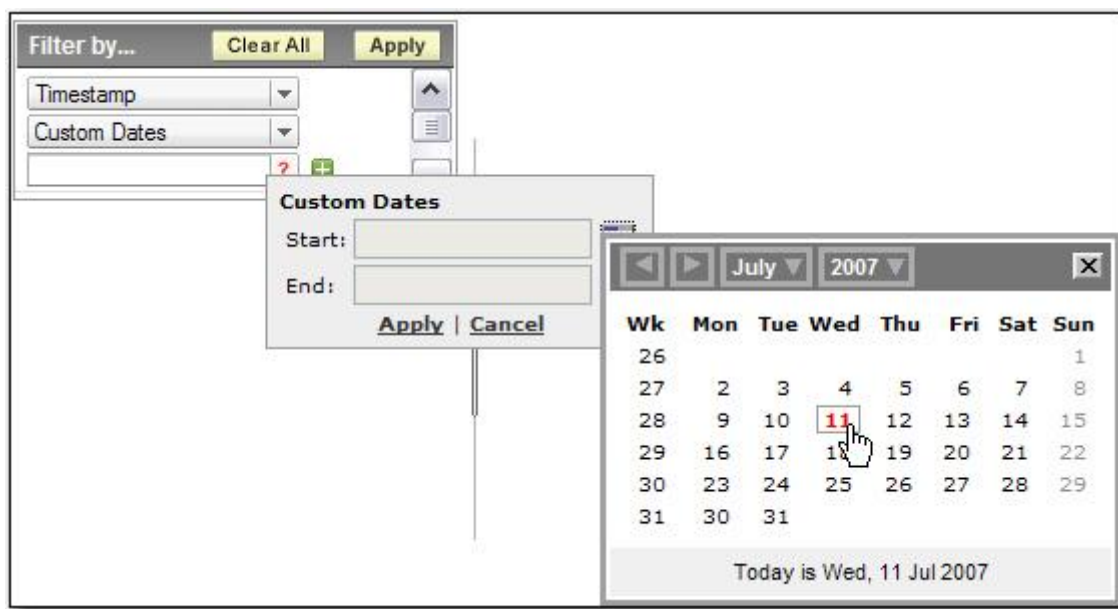 Filter by... Clear All Apply
Timestamp
Custom Dates
?
Custom Dates
Start:
End:
Apply | Cancel
July 2007 X
Wk Mon Tue Wed Thu Fri Sat Sun
26 1
27 2 3 4 5 6 7 8
28 9 10 11 12 13 14 15
29 16 17 18 19 20 21 22
30 23 24 25 26 27 28 29
31 30 31
Today is Wed, 11 Jul 2007